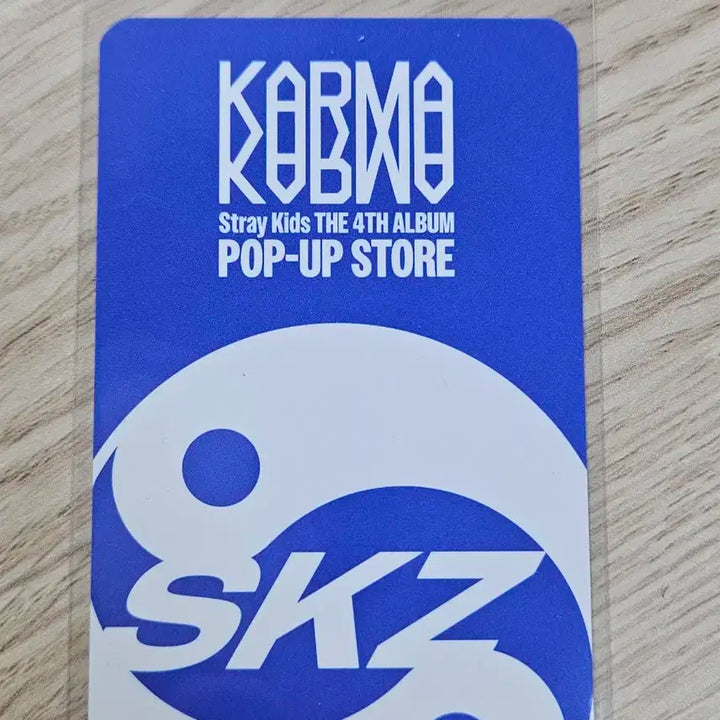 KARMA
Stray Kids THE 4TH ALBUM
POP-UP STORE
SKZ